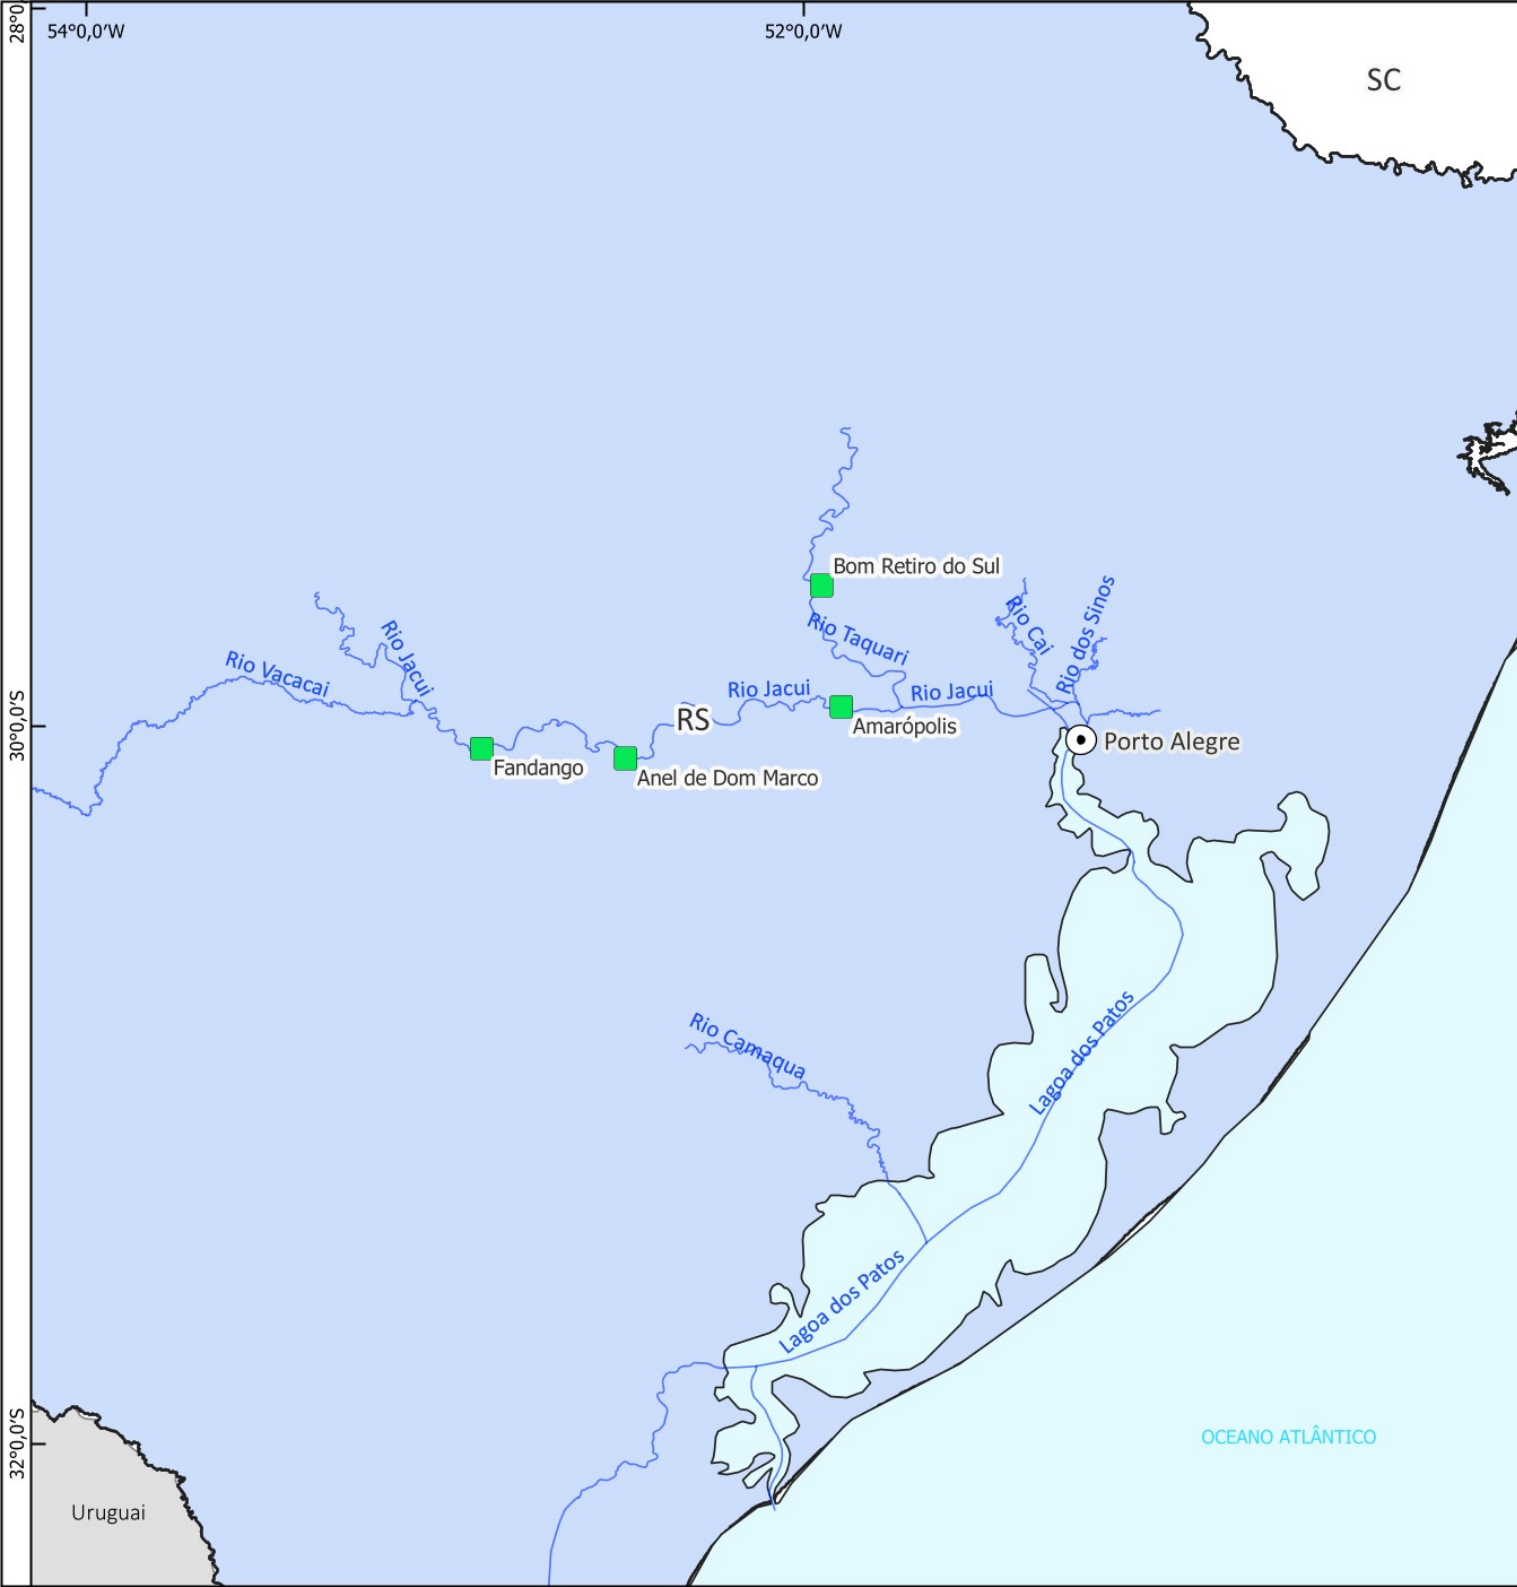 28°0
54°0,0'W
52°0,0'W
SC
Bom Retiro do Sul
Rio Cai
Rio dos Sinos
Rio Taquari
Rio Jacui
Rio Vacacai
Rio Jacui
Rio Jacui
RS
Amarópolis
30°0,0'S
Porto Alegre
Fandango
Anel de Dom Marco
Lagoa dos Patos
Rio Camaqua
Lagoa dos Patos
32°0,0'S
OCEANO ATLÂNTICO
Uruguai